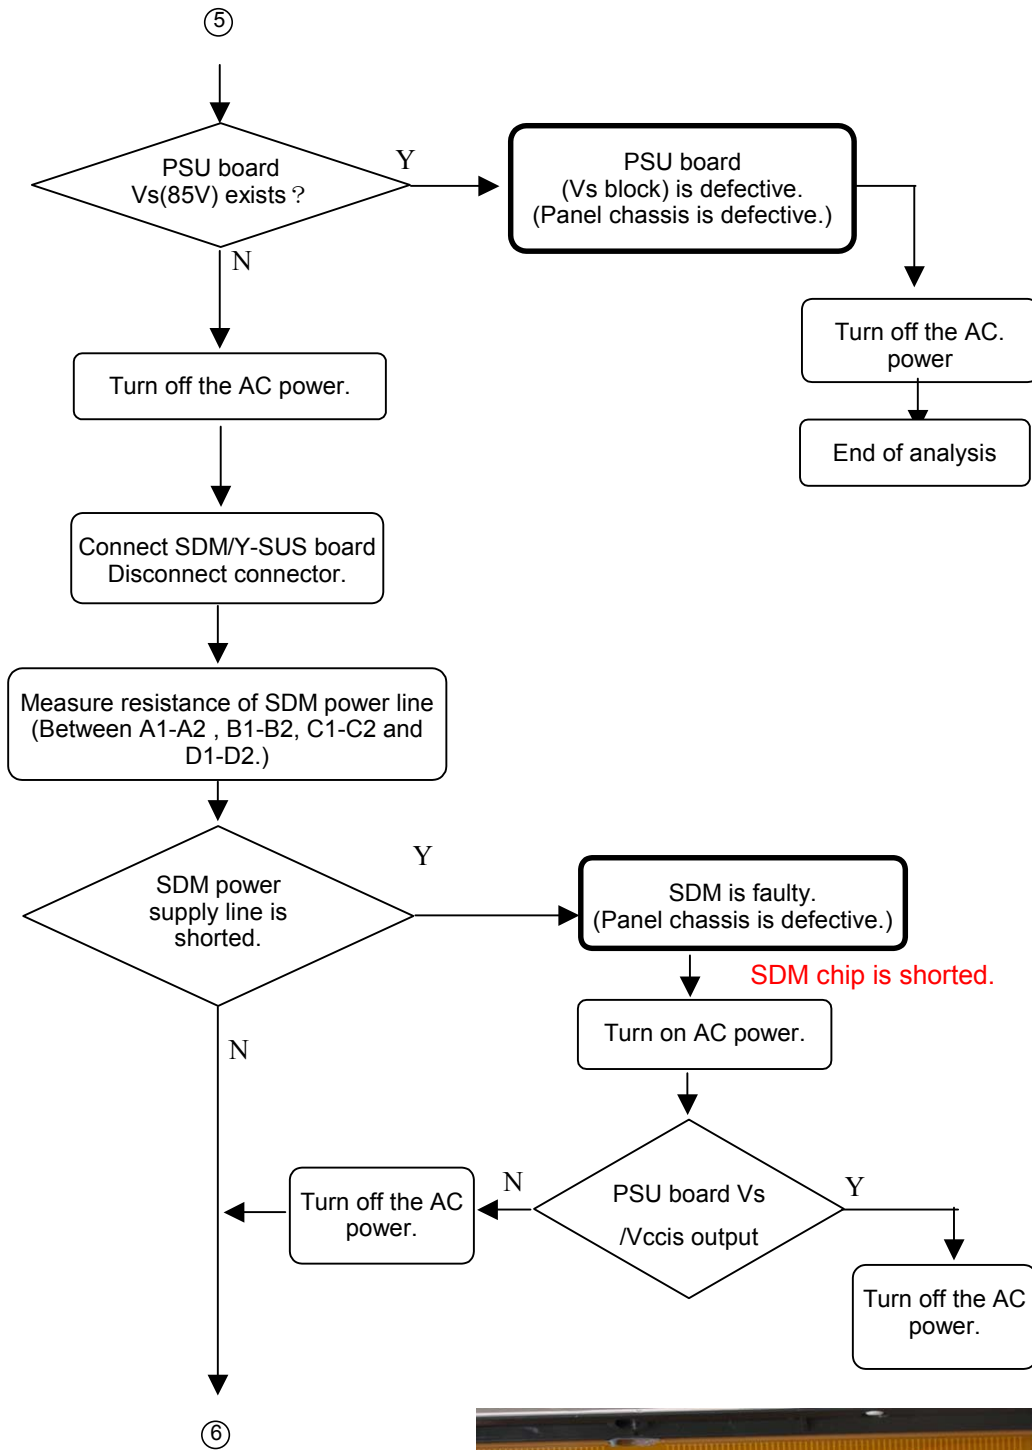 5
PSU board
Vs(85V) exists？
Y
PSU board
(Vs block) is defective.
(Panel chassis is defective.)
N
Turn off the AC.
power
Turn off the AC power.
End of analysis
Connect SDM/Y-SUS board
Disconnect connector.
Measure resistance of SDM power line
(Between A1-A2 , B1-B2, C1-C2 and
D1-D2.)
SDM power
supply line is
shorted.
Y
SDM is faulty.
(Panel chassis is defective.)
SDM chip is shorted.
N
Turn on AC power.
PSU board Vs
/Vccis output
N
Y
Turn off the AC
power.
Turn off the AC
power.
6